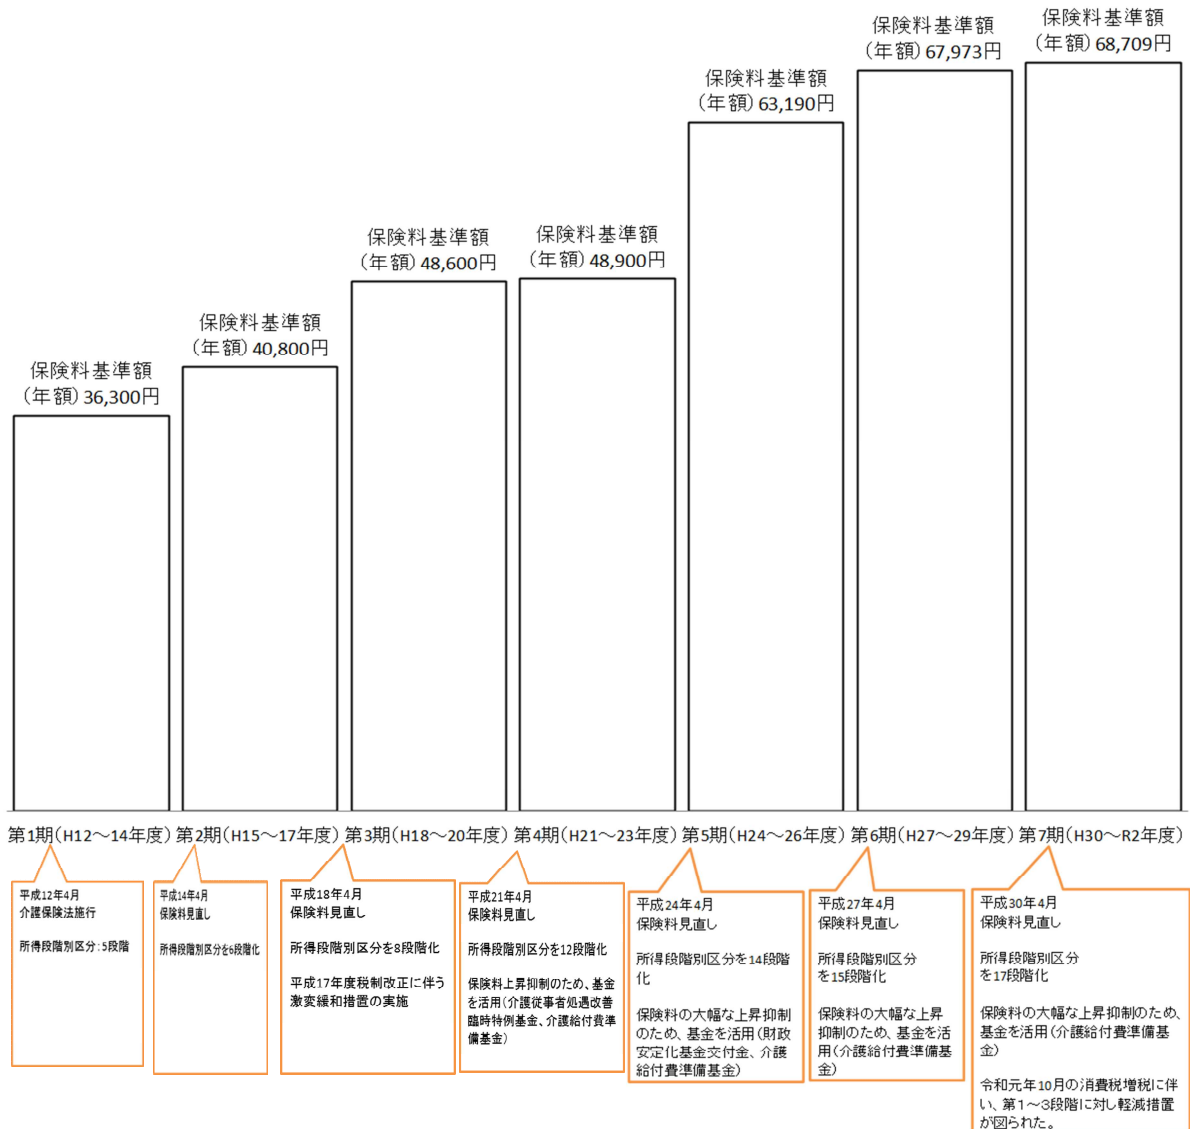 保険料基準額
(年額)36,300円
保険料基準額
(年額)40,800円
保険料基準額
(年額)48,600円
保険料基準額
(年額)48,900円
保険料基準額
(年額)63,190円
保険料基準額
(年額)67,973円
保険料基準額
(年額)68,709円
第1期(H12～14年度)
第2期(H15～17年度)
第3期(H18～20年度)
第4期(H21～23年度)
第5期(H24～26年度)
第6期(H27～29年度)
第7期(H30～R2年度)
平成12年4月
介護保険法施行
所得段階別区分:5段階
平成14年4月
保険料見直し
所得段階別区分を6段階化
平成18年4月
保険料見直し
所得段階別区分を8段階化
平成17年度税制改正に伴う
激変緩和措置の実施
平成21年4月
保険料見直し
所得段階別区分を12段階化
保険料上昇抑制のため、基金
を活用(介護従事者処遇改善
臨時特例基金、介護給付費準
備基金)
平成24年4月
保険料見直し
所得段階別区分を14段階
化
保険料の大幅な上昇抑制
のため、基金を活用(財政
安定化基金交付金、介護
給付費準備基金)
平成27年4月
保険料見直し
所得段階別区分
を15段階化
保険料の大幅な上昇
抑制のため、基金を活
用(介護給付費準備基
金)
平成30年4月
保険料見直し
所得段階別区分
を17段階化
保険料の大幅な上昇抑制のため、
基金を活用(介護給付費準備基
金)
令和元年10月の消費税増税に伴
い、第1～3段階に対し軽減措置
が図られた。